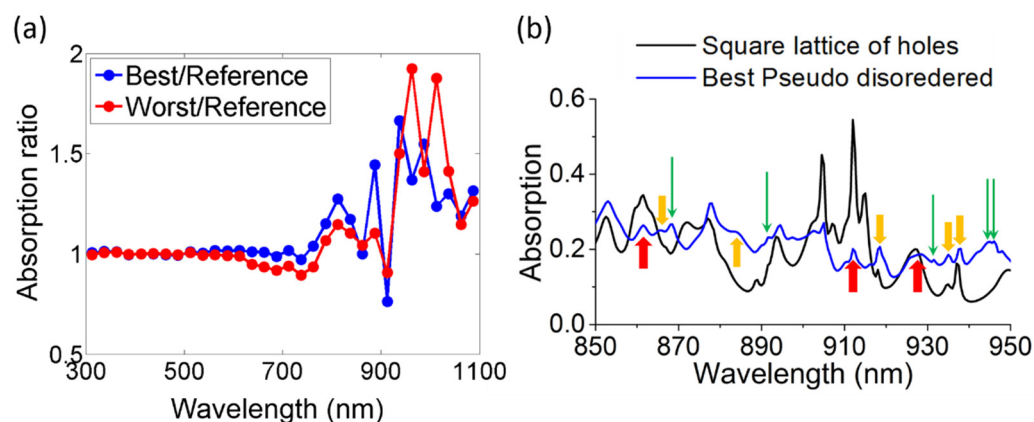 (a)
2
1.5
1
0.5
Absorption ratio
Best/Reference
Worst/Reference
300 500 700 900 1100
Wavelength (nm)
(b)
Square lattice of holes
Best Pseudo disoredered
0.6
0.4
0.2
0.0
Absorption
850 870 890 910 930 950
Wavelength (nm)